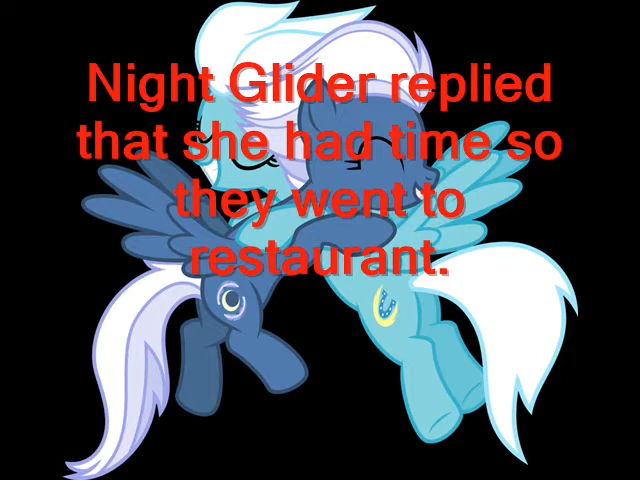 Night Glider replied
that she had time so
they went to
restaurant.